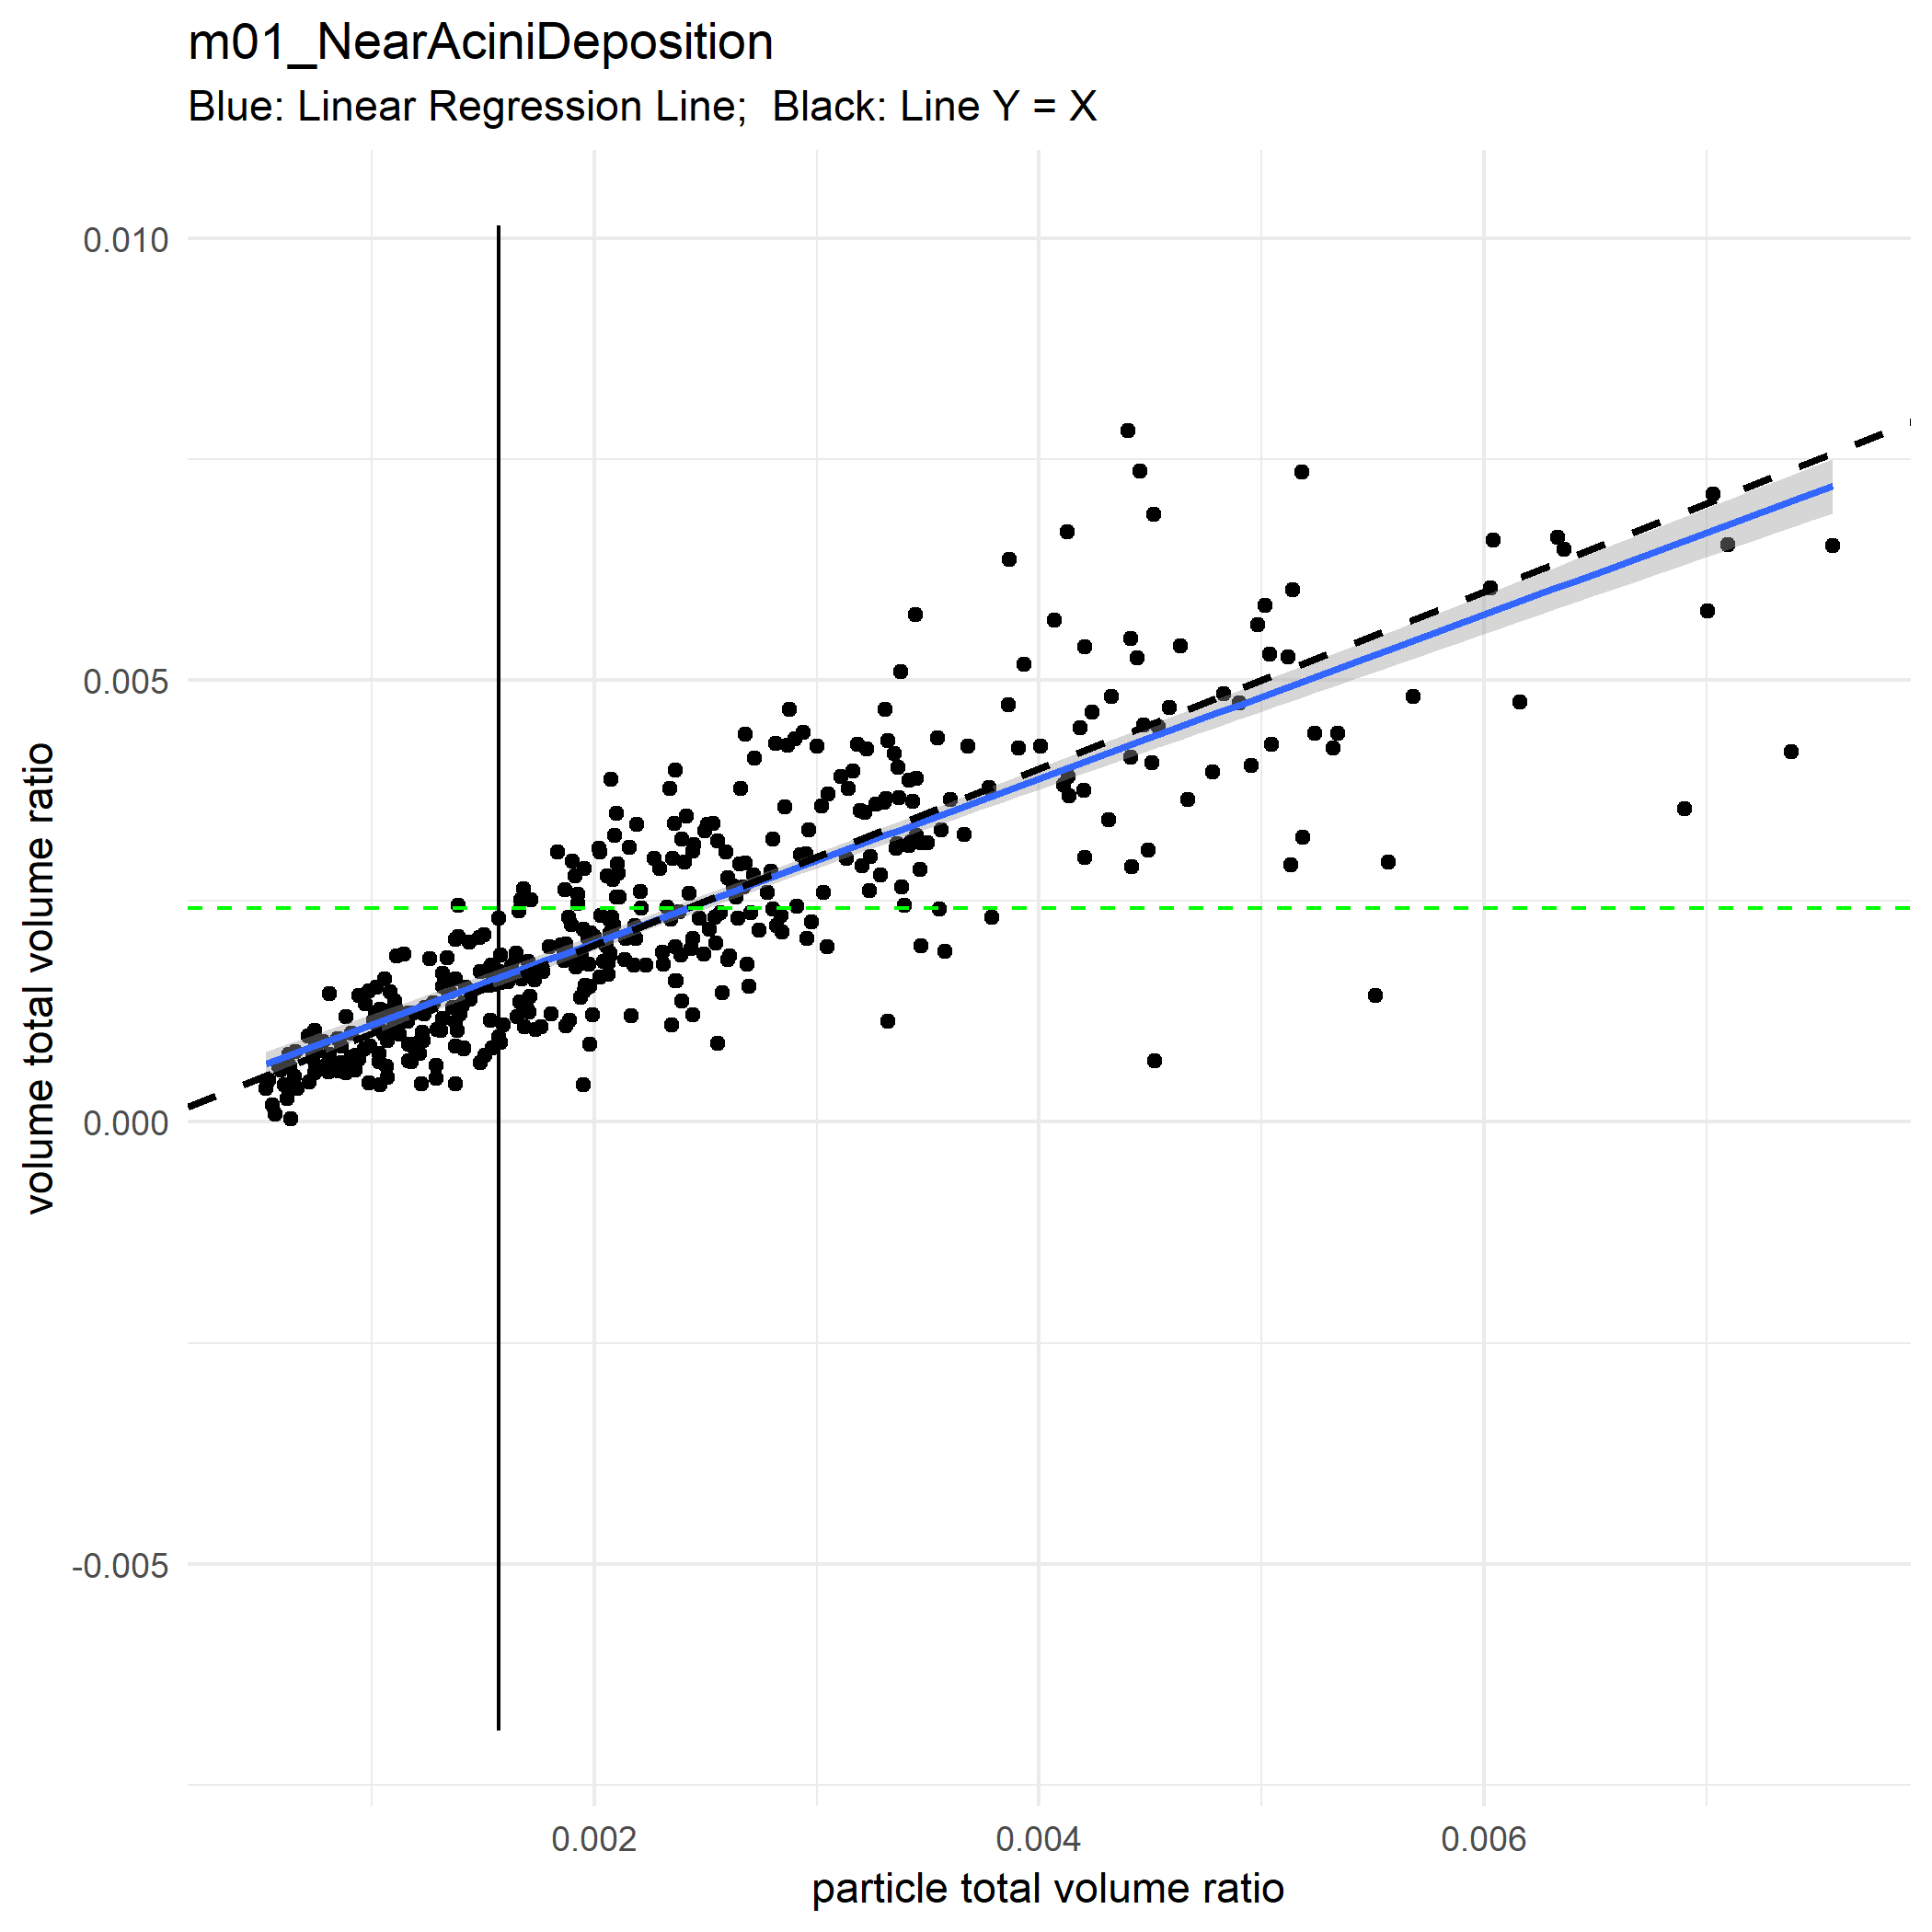 m01_NearAciniDeposition
Blue: Linear Regression Line;  Black: Line Y = X
0.010
0.005
0.000
-0.005
volume total volume ratio
0.002
0.004
0.006
particle total volume ratio